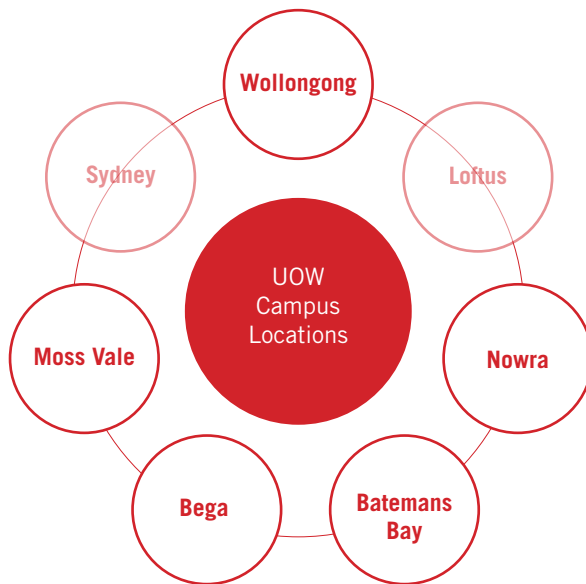 Wollongong
Sydney
Loftus
UOW
Campus
Locations
Moss Vale
Nowra
Bega
Batemans
Bay